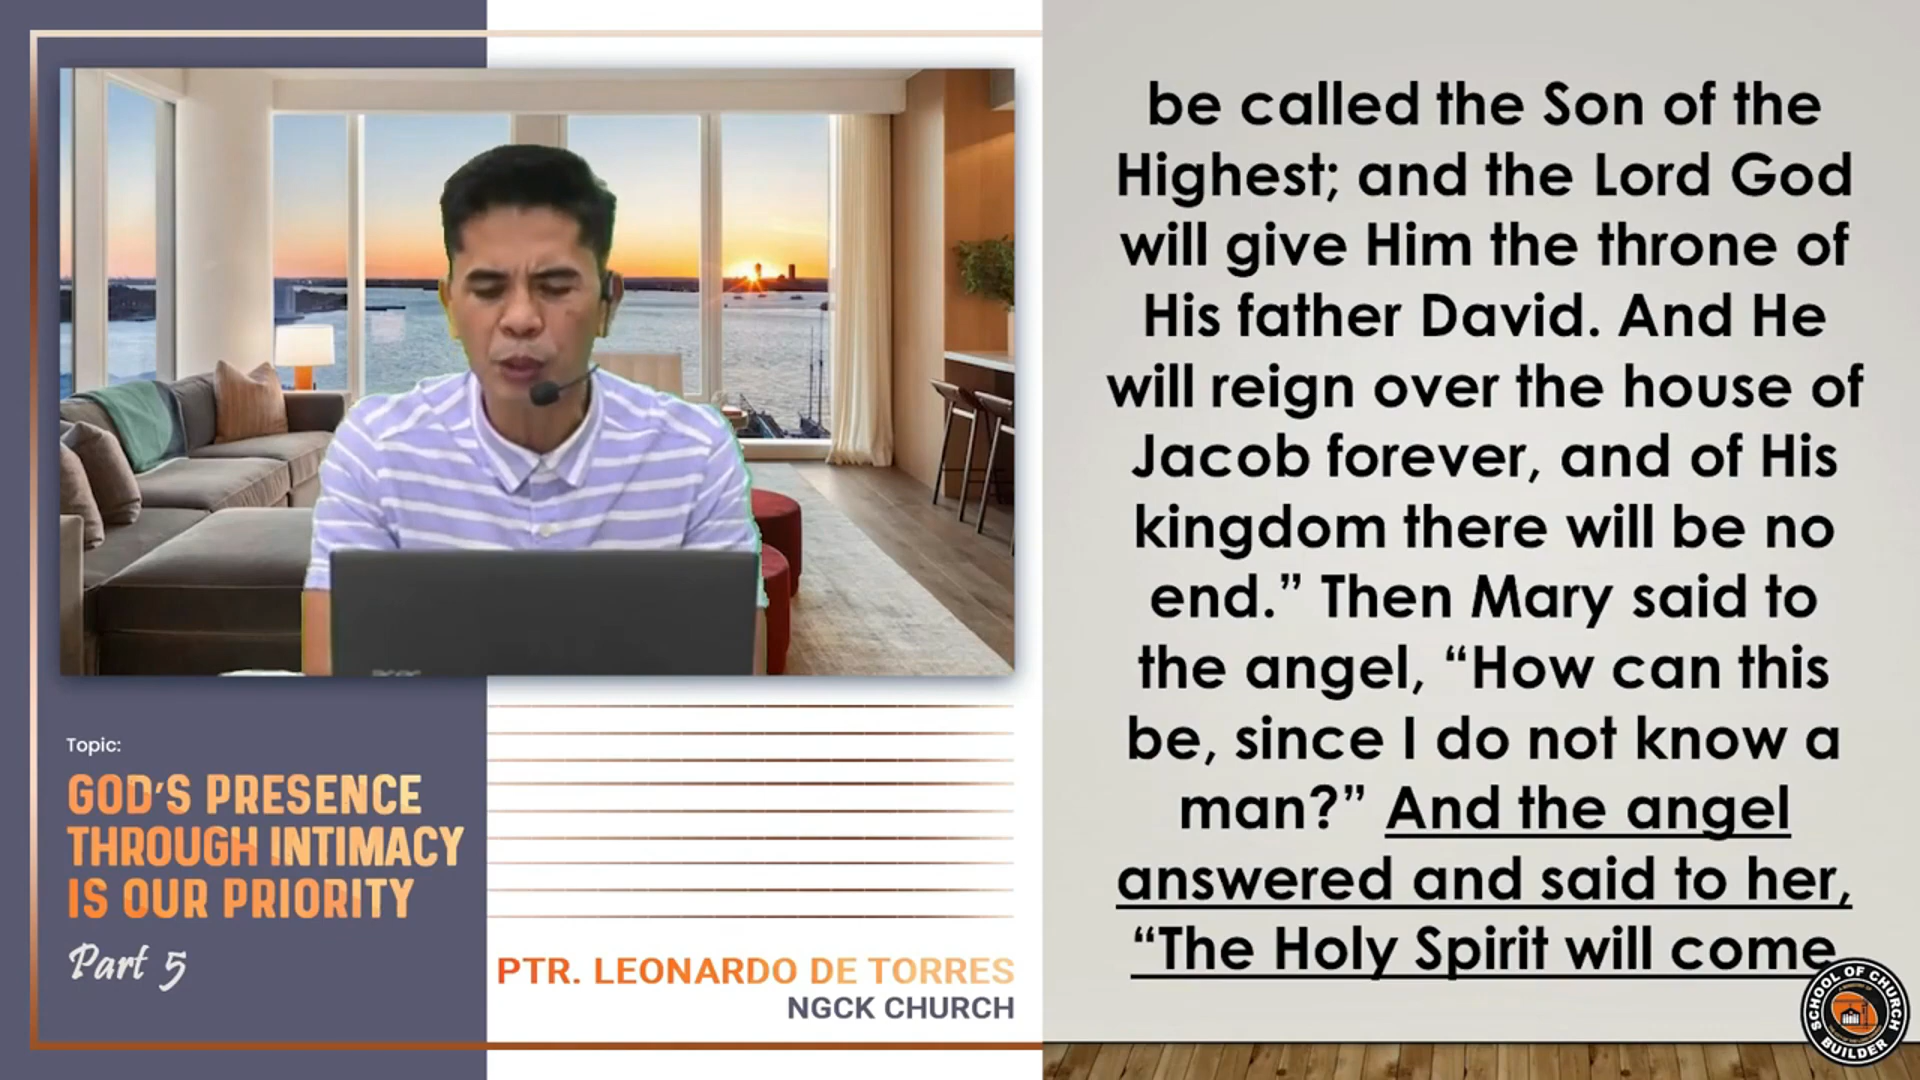 Topic:
GOD'S PRESENCE
THROUGH INTIMACY
IS OUR PRIORITY
Part 5
PTR. LEONARDO DE TORRES
NGCK CHURCH
be called the Son of the
Highest; and the Lord God
will give Him the throne of
His father David. And He
will reign over the house of
Jacob forever, and of His
kingdom there will be no
end.” Then Mary said to
the angel, “How can this
be, since I do not know a
man?” And the angel
answered and said to her,
“The Holy Spirit will come
SCHOOL OF CHURCH
BUILDER